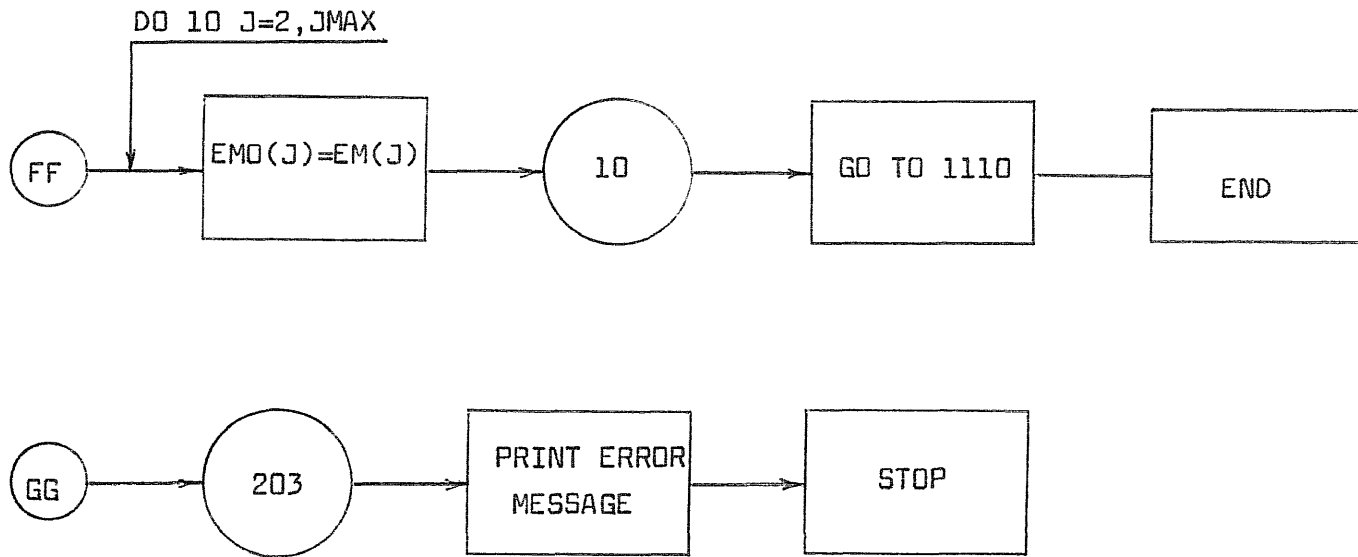 DO 10 J=2,JMAX
FF
EMO(J)=EM(J)
10
GO TO 1110
END
GG
203
PRINT ERROR
MESSAGE
STOP